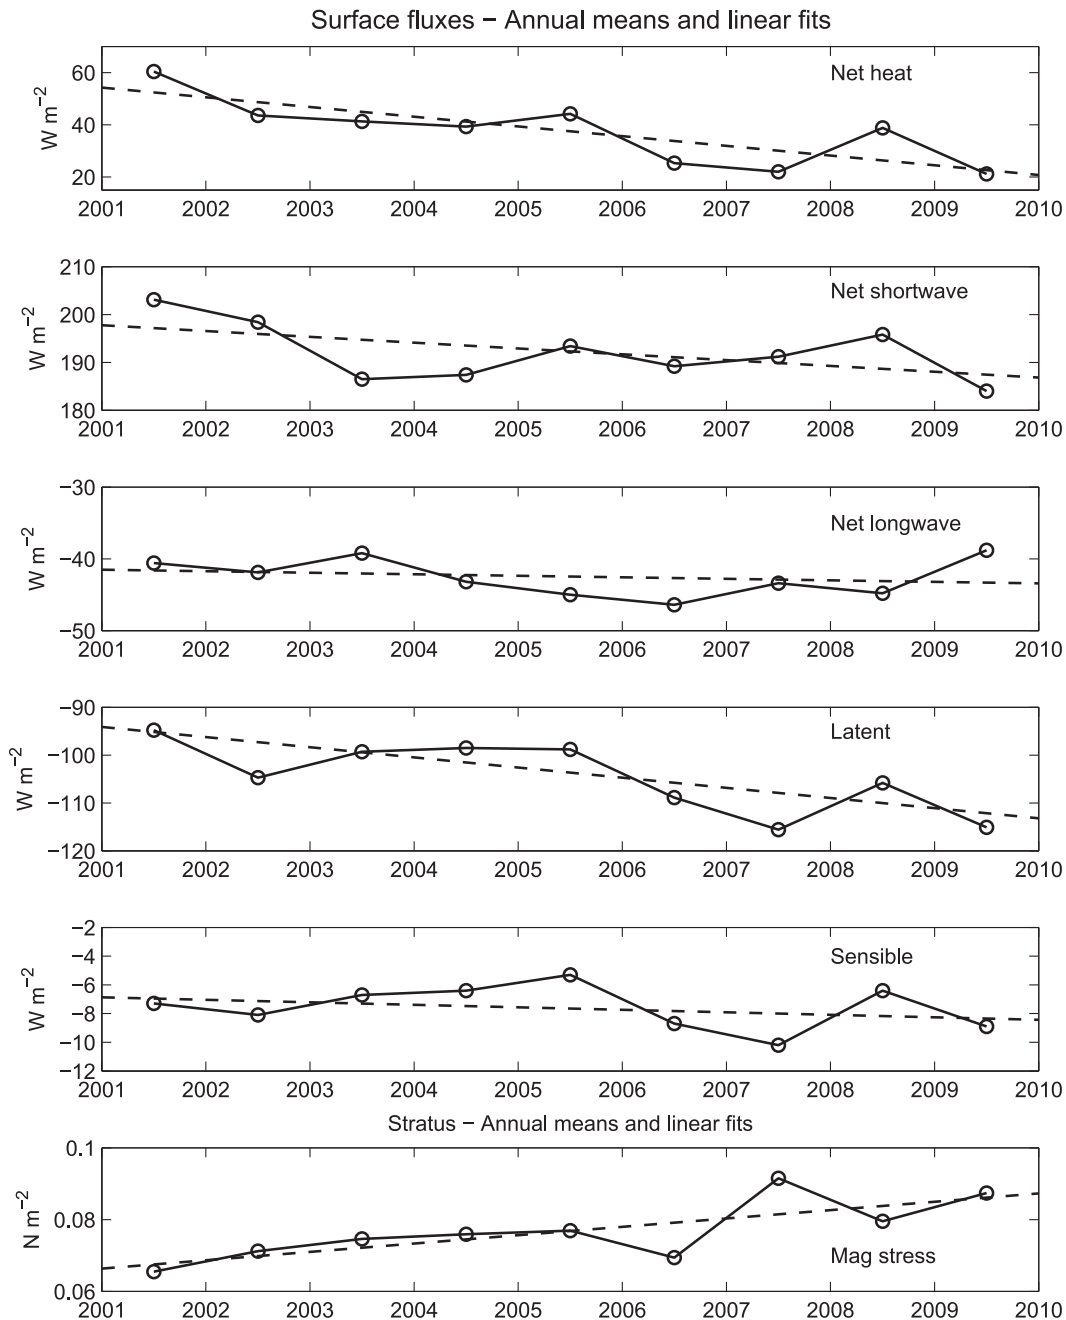 Surface fluxes − Annual means and linear fits
60
40
20
W m−2
Net heat
2001 2002 2003 2004 2005 2006 2007 2008 2009 2010
210
200
190
180
W m−2
Net shortwave
2001 2002 2003 2004 2005 2006 2007 2008 2009 2010
−30
−40
−50
W m−2
Net longwave
2001 2002 2003 2004 2005 2006 2007 2008 2009 2010
−90
−100
−110
−120
W m−2
Latent
2001 2002 2003 2004 2005 2006 2007 2008 2009 2010
−2
−4
−6
−8
−10
−12
W m−2
Sensible
2001 2002 2003 2004 2005 2006 2007 2008 2009 2010
Stratus − Annual means and linear fits
0.1
0.08
0.06
N m−2
Mag stress
2001 2002 2003 2004 2005 2006 2007 2008 2009 2010